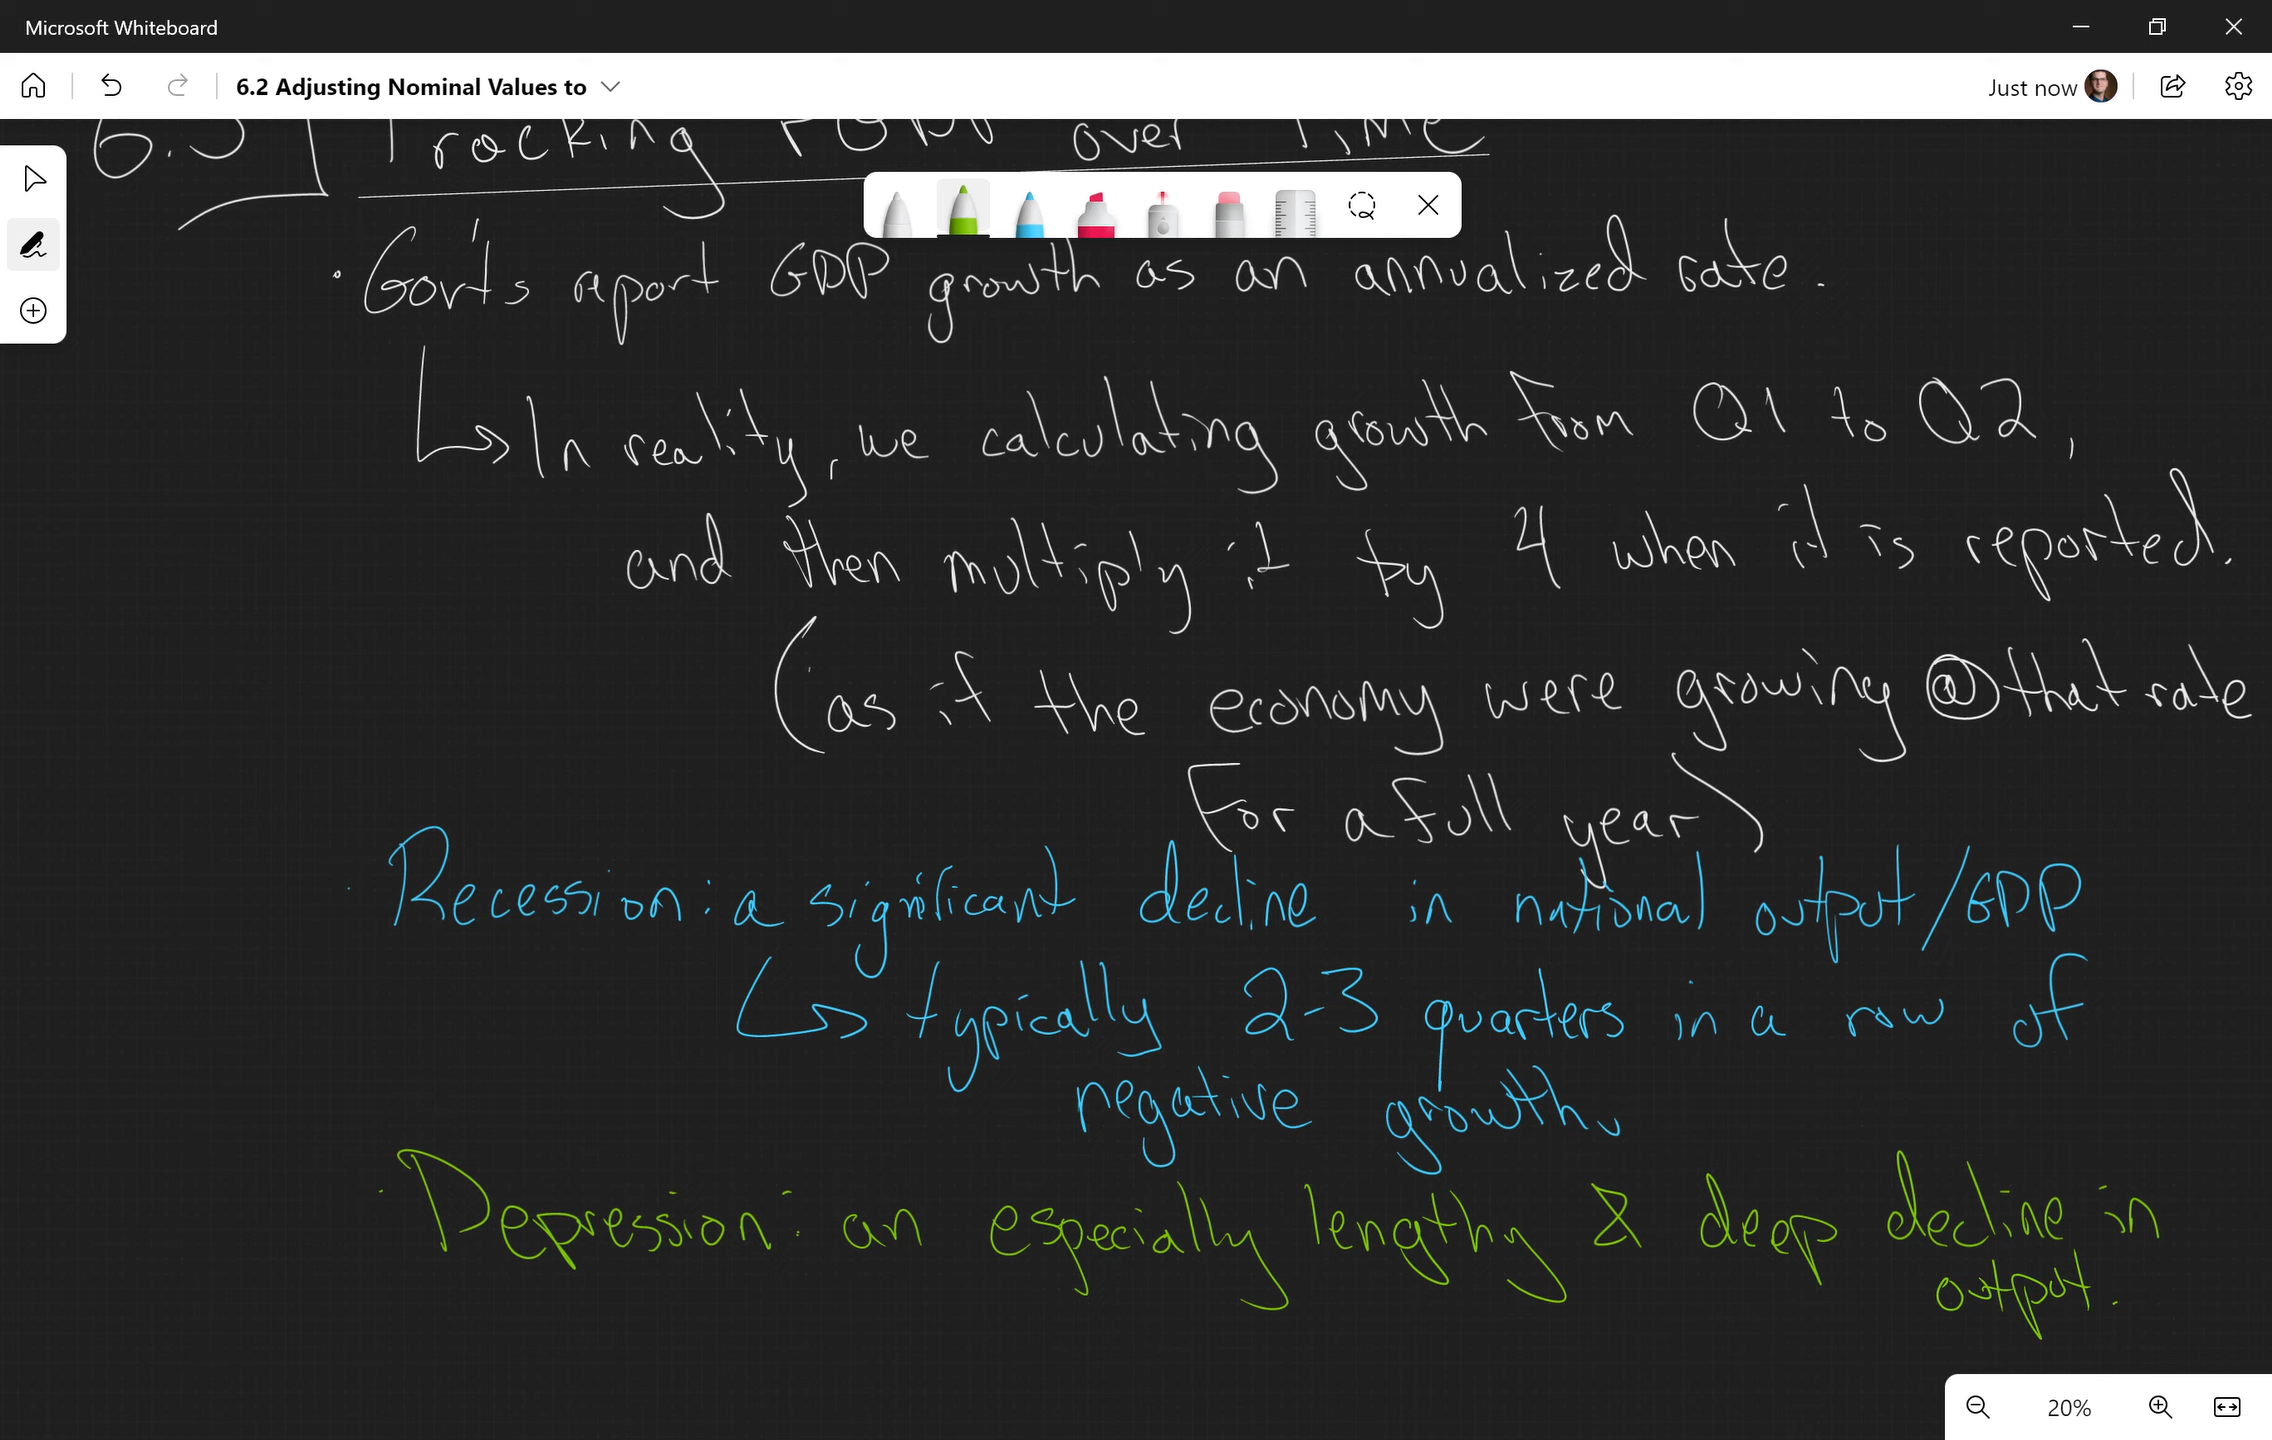 Microsoft Whiteboard
6.2 Adjusting Nominal Values to
Just now
6.3 Tracking RGDP over Time
• Gov't's report GDP growth as an annualized rate.
In reality, we calculating growth from Q1 to Q2,
and then multiply it by 4 when it is reported.
(as if the economy were growing @ that rate
For a full year)
• Recession: a significant decline in national output/GDP
typically 2-3 quarters in a row of
negative growth.
• Depression: an especially lengthy & deep decline in
output.
20%